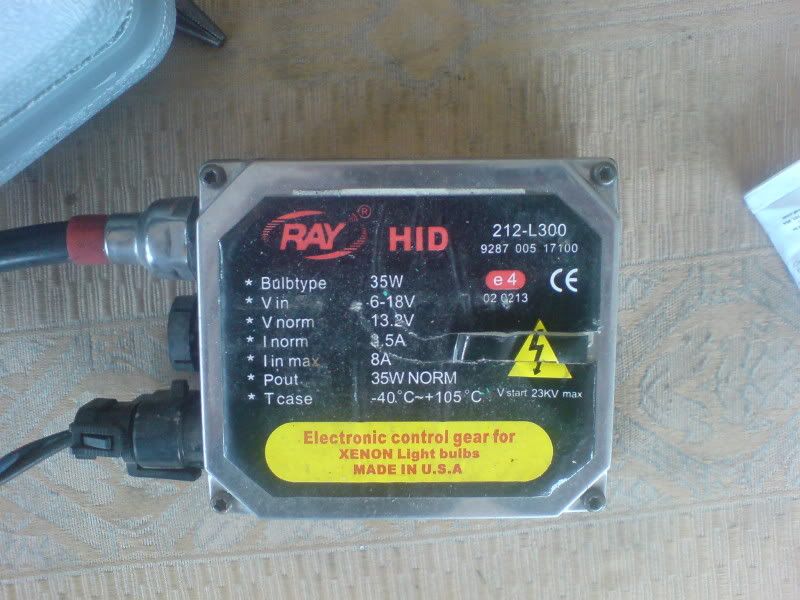 RAY ® HID 212-L300
9287 005 17100
* Bulbtype 35W
e 4 CE
* V in 6-18V
02 0213
* V norm 13.2V
* I norm 3.5A
* I in max 8A
* Pout 35W NORM
* T case -40°C~+105°C
V start 23KV max
Electronic control gear for
XENON Light bulbs
MADE IN U.S.A